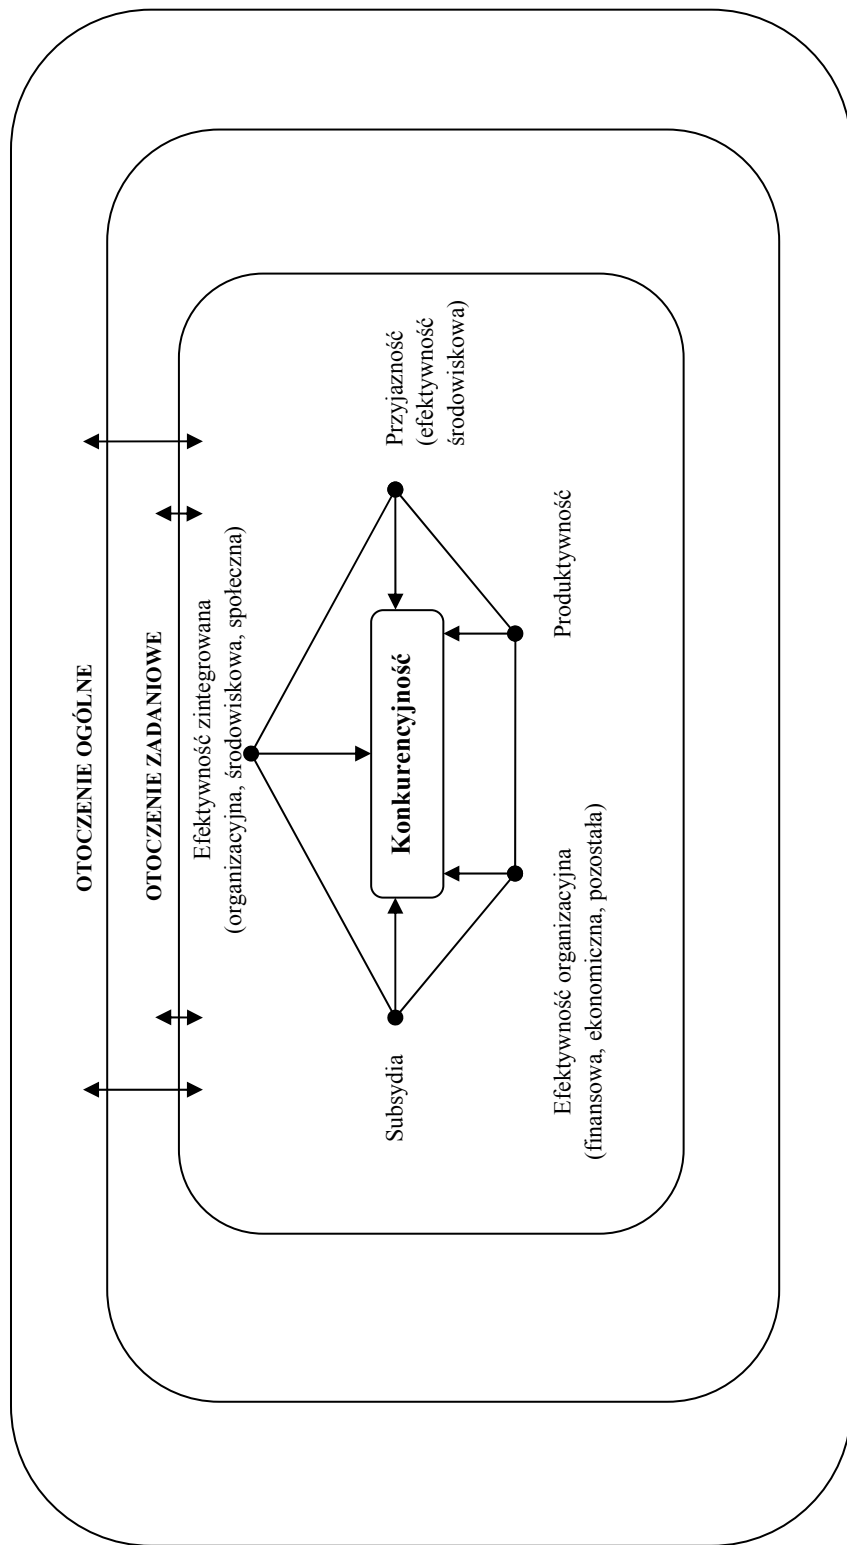 OTOCZENIE OGÓLNE
OTOCZENIE ZADANIOWE
Efektywność zintegrowana
(organizacyjna, środowiskowa, społeczna)
Subsydia
Konkurencyjność
Przyjazność
(efektywność
środowiskowa)
Efektywność organizacyjna
(finansowa, ekonomiczna, pozostała)
Produktywność